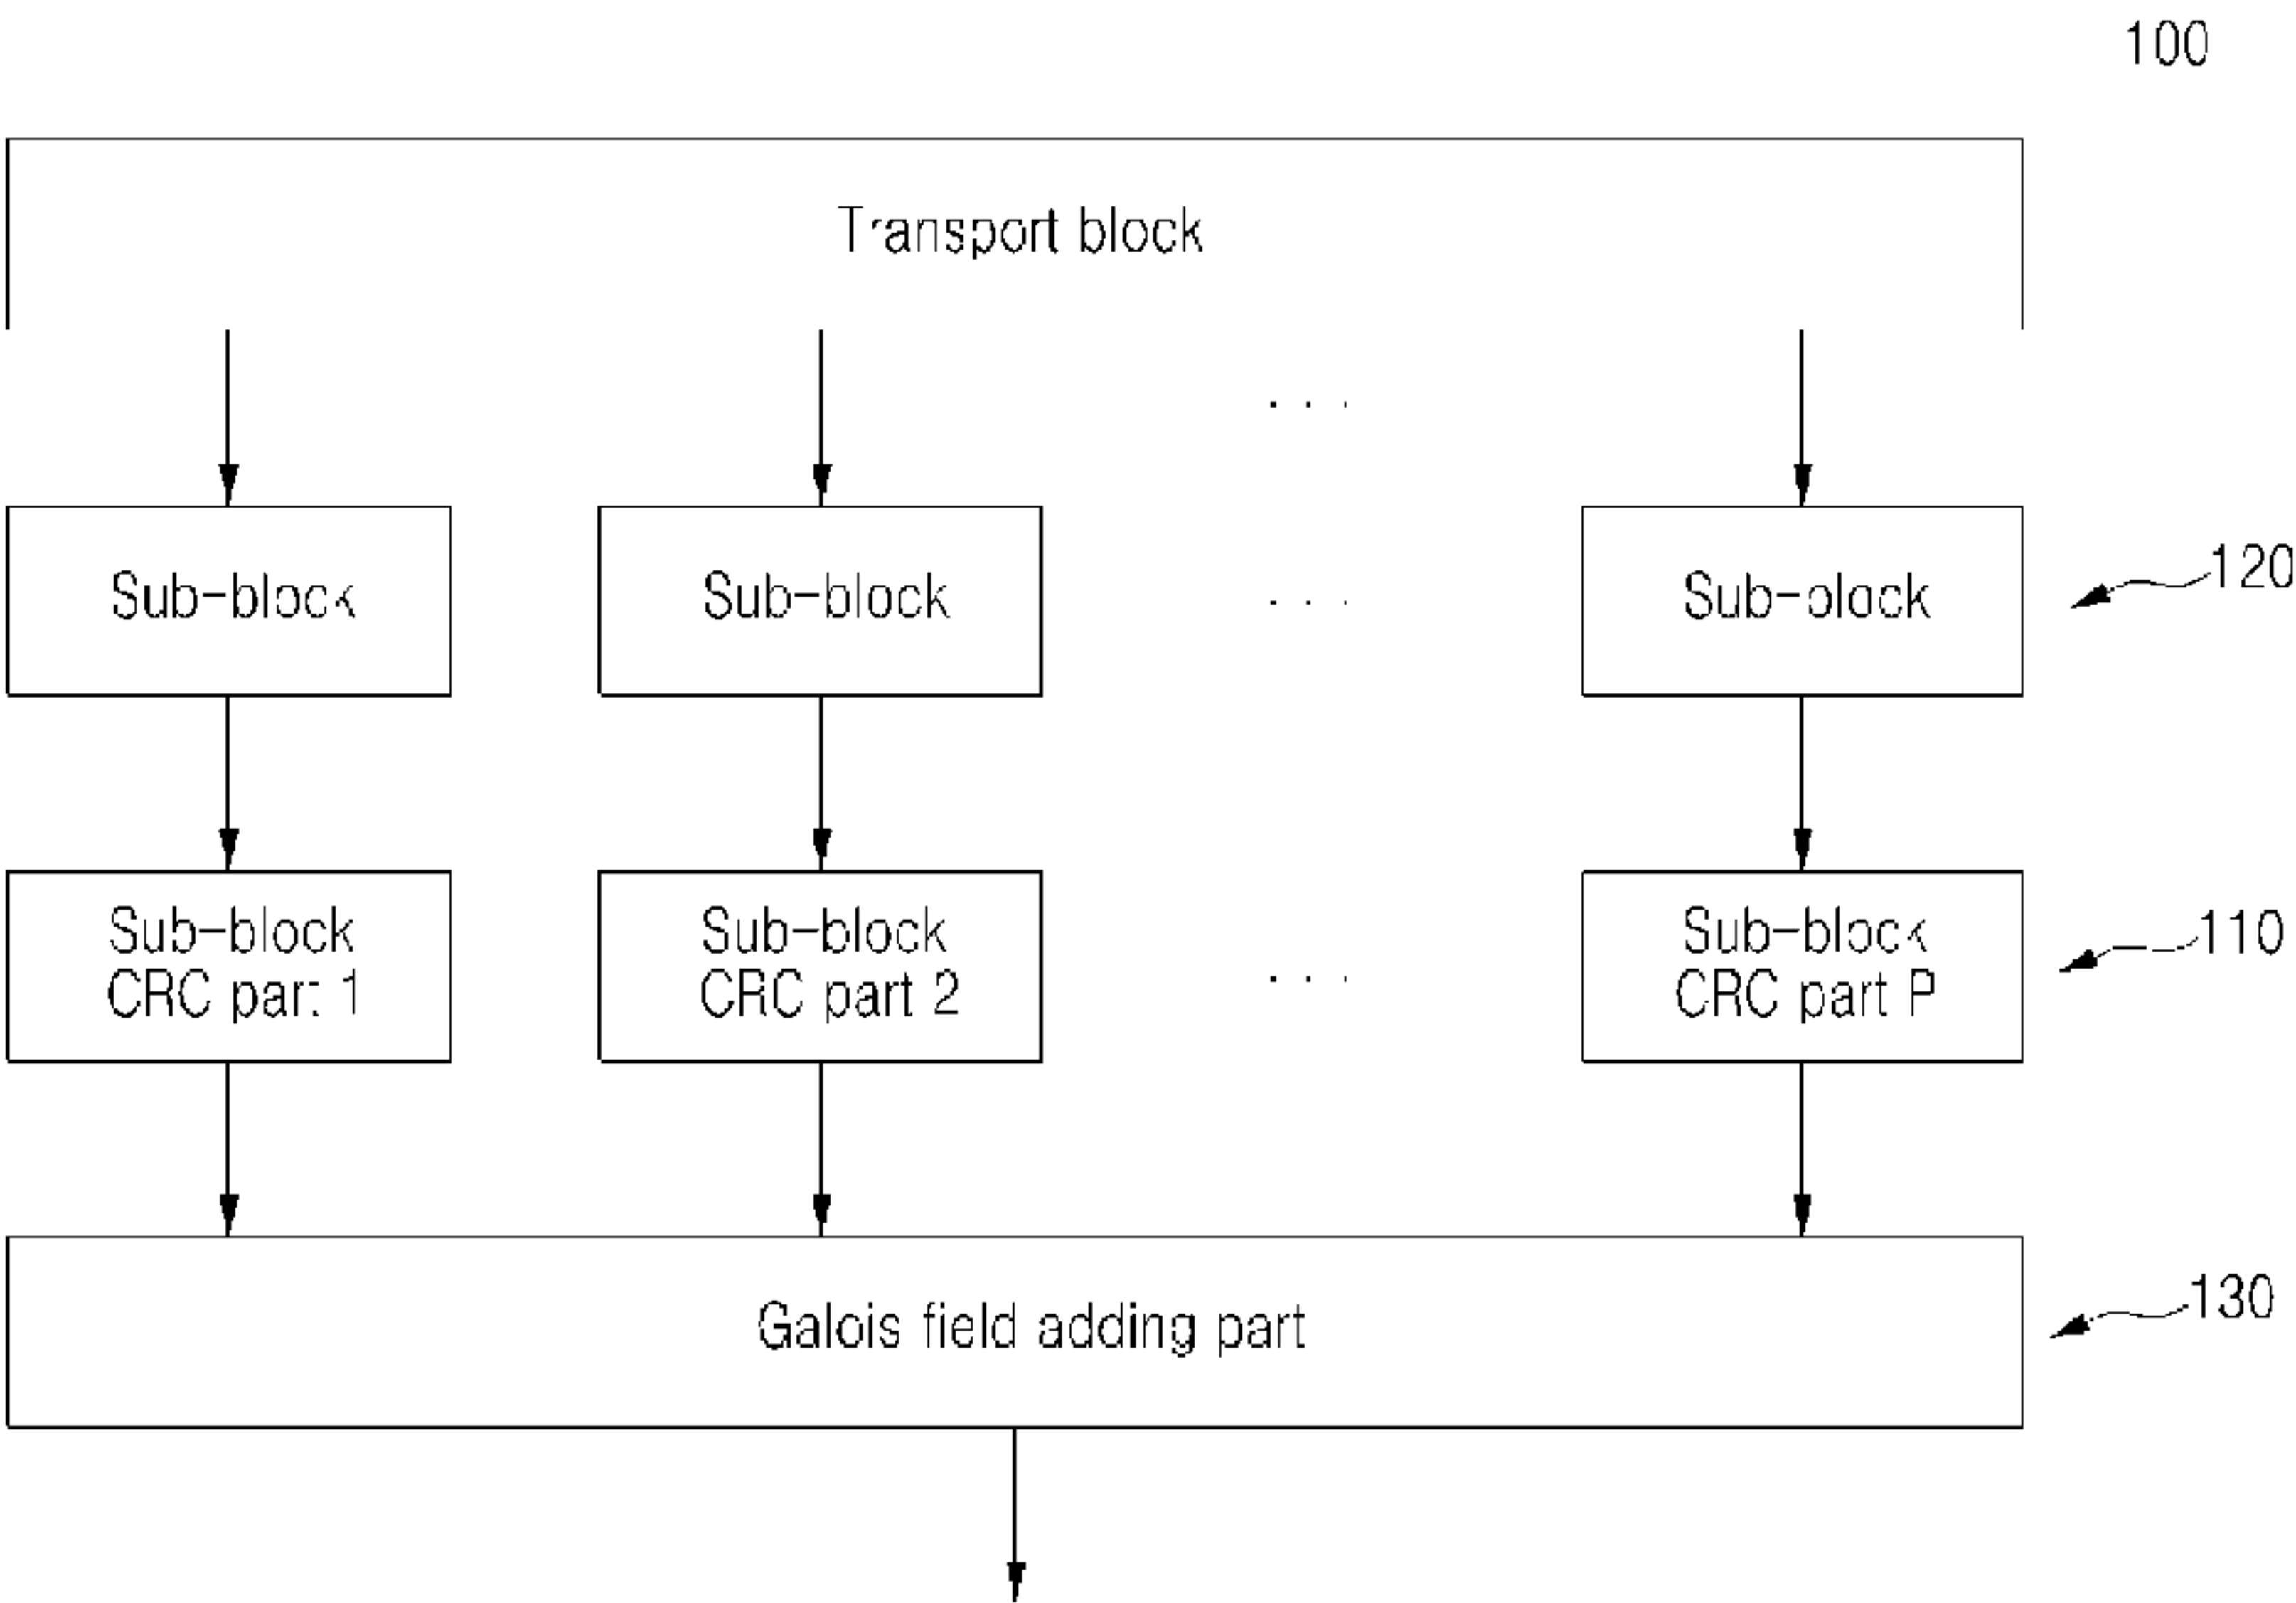 100
Transport block
. . .
Sub-block
Sub-block
. . .
Sub-block
120
Sub-block
CRC part 1
Sub-block
CRC part 2
. . .
Sub-block
CRC part P
110
Galois field adding part
130